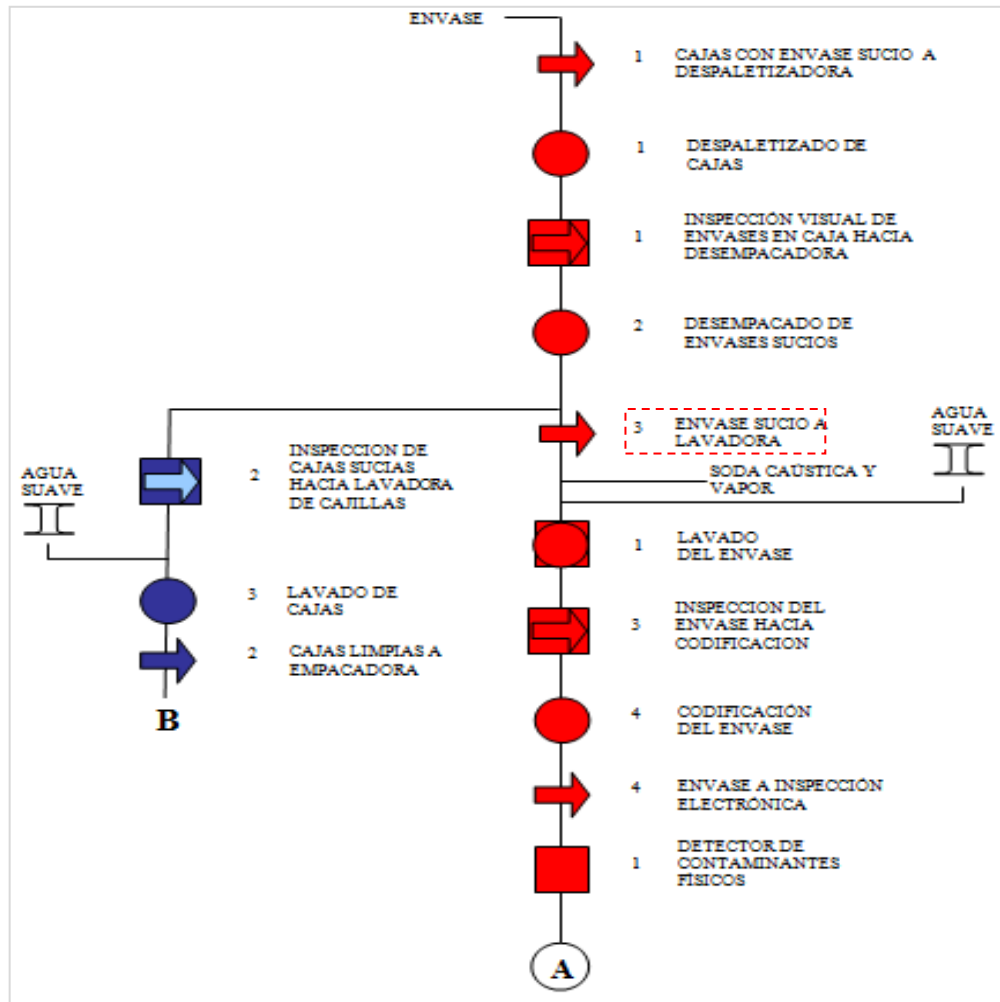 ENVASE
1 CAJAS CON ENVASE SUCIO A
DESPALETIZADORA
1 DESPALETIZADO DE
CAJAS
1 INSPECCIÓN VISUAL DE
ENVASES EN CAJA HACIA
DESEMPACADORA
2 DESEMPACADO DE
ENVASES SUCIOS
3 ENVASE SUCIO A
LAVADORA
AGUA
SUAVE
SODA CAÚSTICA Y
VAPOR
AGUA
SUAVE
2 INSPECCION DE
CAJAS SUCIAS
HACIA LAVADORA
DE CAJILLAS
3 LAVADO DE
CAJAS
2 CAJAS LIMPIAS A
EMPACADORA
B
1 LAVADO
DEL ENVASE
3 INSPECCION DEL
ENVASE HACIA
CODIFICACION
4 CODIFICACIÓN
DEL ENVASE
4 ENVASE A INSPECCIÓN
ELECTRÓNICA
1 DETECTOR DE
CONTAMINANTES
FÍSICOS
A